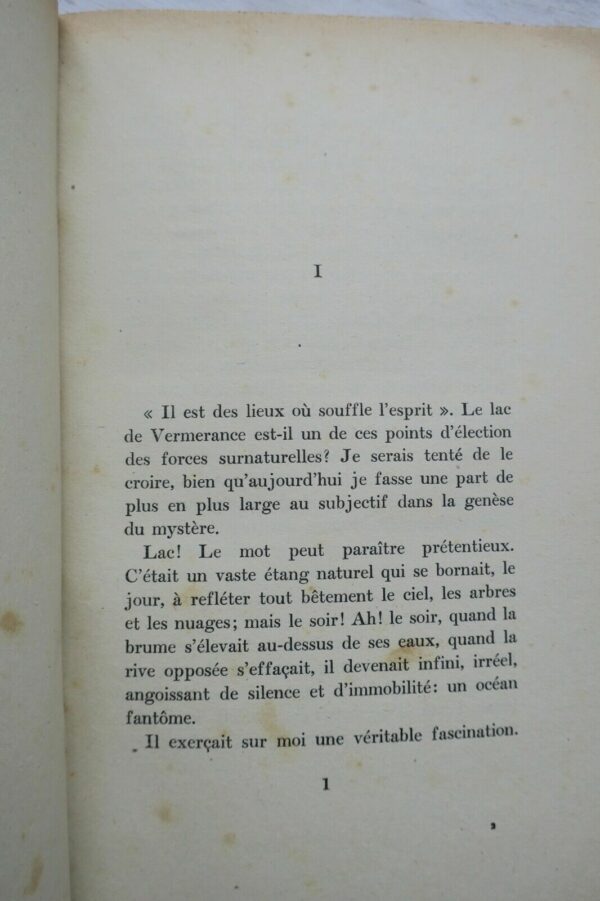 I
« Il est des lieux où souffle l'esprit ». Le lac
de Vermerance est-il un de ces points d'élection
des forces surnaturelles? Je serais tenté de le
croire, bien qu'aujourd'hui je fasse une part de
plus en plus large au subjectif dans la genèse
du mystère.
Lac! Le mot peut paraître prétentieux.
C'était un vaste étang naturel qui se bornait, le
jour, à refléter tout bêtement le ciel, les arbres
et les nuages; mais le soir! Ah! le soir, quand la
brume s'élevait au-dessus de ses eaux, quand la
rive opposée s'effaçait, il devenait infini, irréel,
angoissant de silence et d'immobilité: un océan
fantôme.
Il exerçait sur moi une véritable fascination.
1